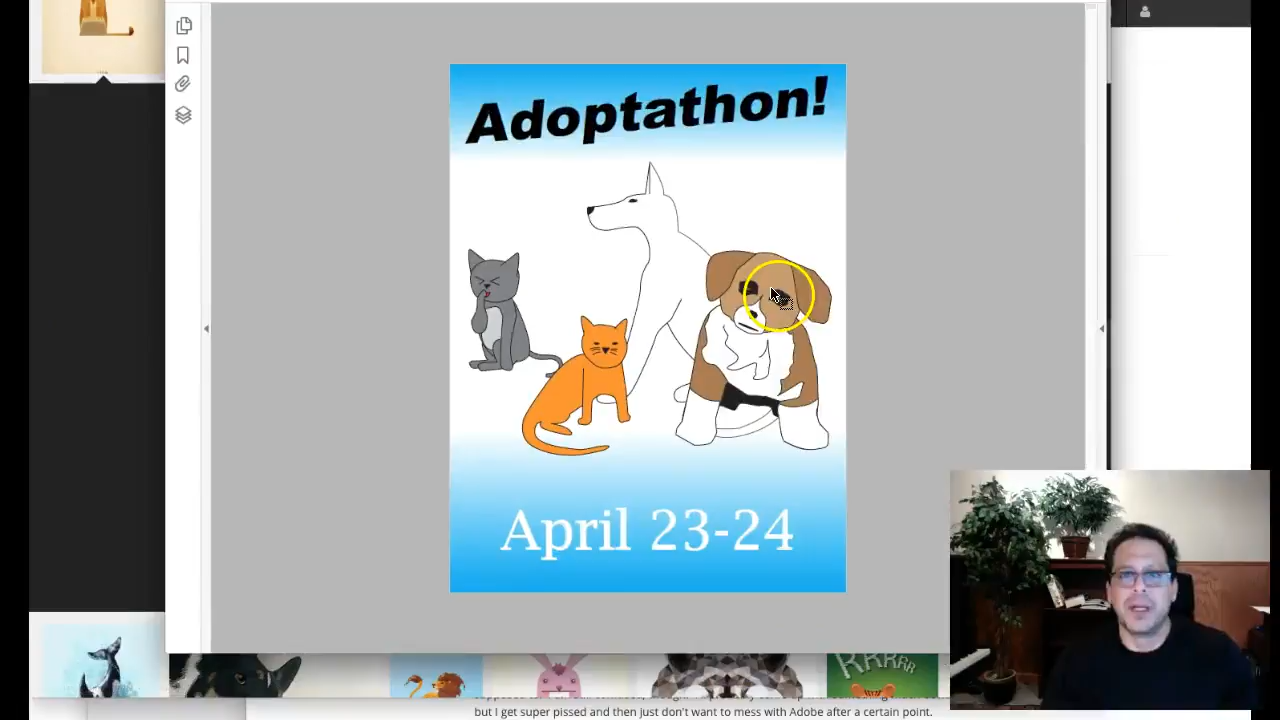 Adoptathon!
April 23-24
RRRRRR
but I get super pissed and then just don't want to mess with Adobe after a certain point.